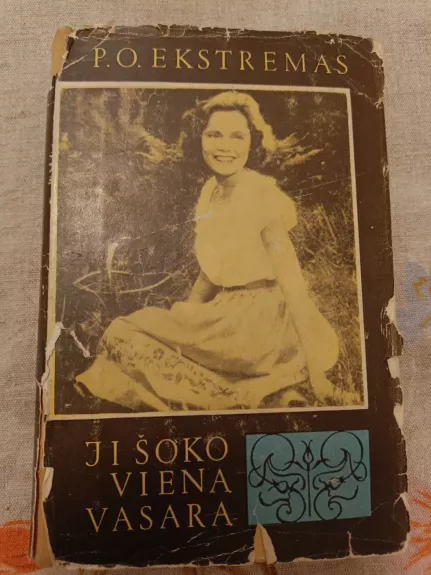 P.O. EKSTREMAS
JI ŠOKO
VIENA
VASARA